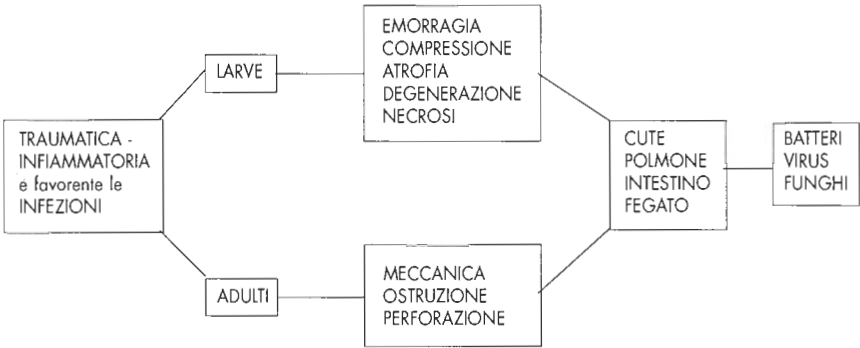 TRAUMATICA -
INFIAMMATORIA
é favorente le
INFEZIONI
LARVE
EMORRAGIA
COMPRESSIONE
ATROFIA
DEGENERAZIONE
NECROSI
ADULTI
MECCANICA
OSTRUZIONE
PERFORAZIONE
CUTE
POLMONE
INTESTINO
FEGATO
BATTERI
VIRUS
FUNGHI